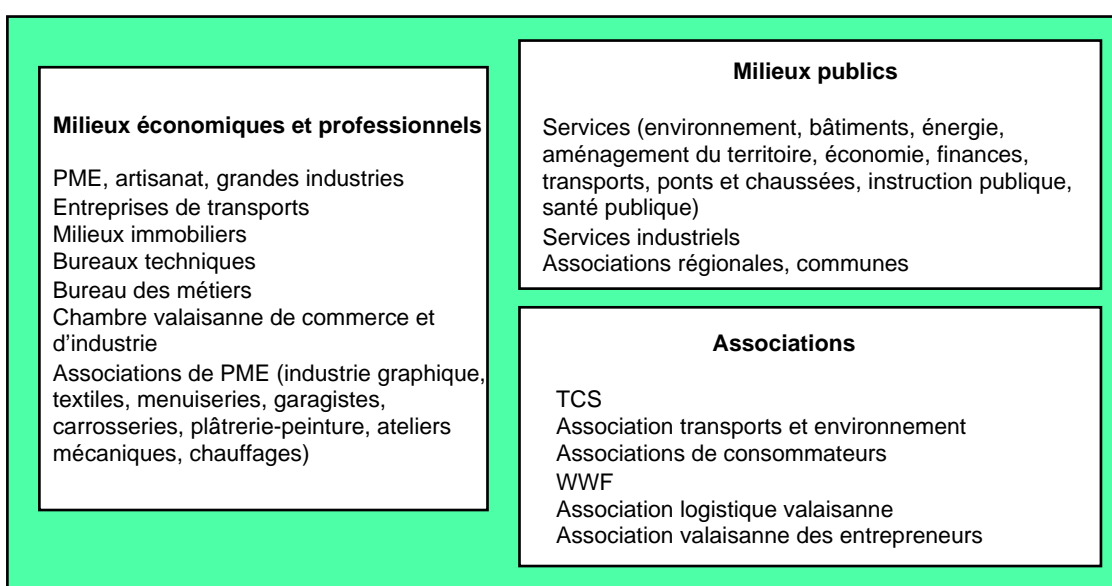 Milieux économiques et professionnels
PME, artisanat, grandes industries
Entreprises de transports
Milieux immobiliers
Bureaux techniques
Bureau des métiers
Chambre valaisanne de commerce et
d'industrie
Associations de PME (industrie graphique,
textiles, menuiseries, garagistes,
carrosseries, plâtrerie-peinture, ateliers
mécaniques, chauffages)
Milieux publics
Services (environnement, bâtiments, énergie,
aménagement du territoire, économie, finances,
transports, ponts et chaussées, instruction publique,
santé publique)
Services industriels
Associations régionales, communes
Associations
TCS
Association transports et environnement
Associations de consommateurs
WWF
Association logistique valaisanne
Association valaisanne des entrepreneurs